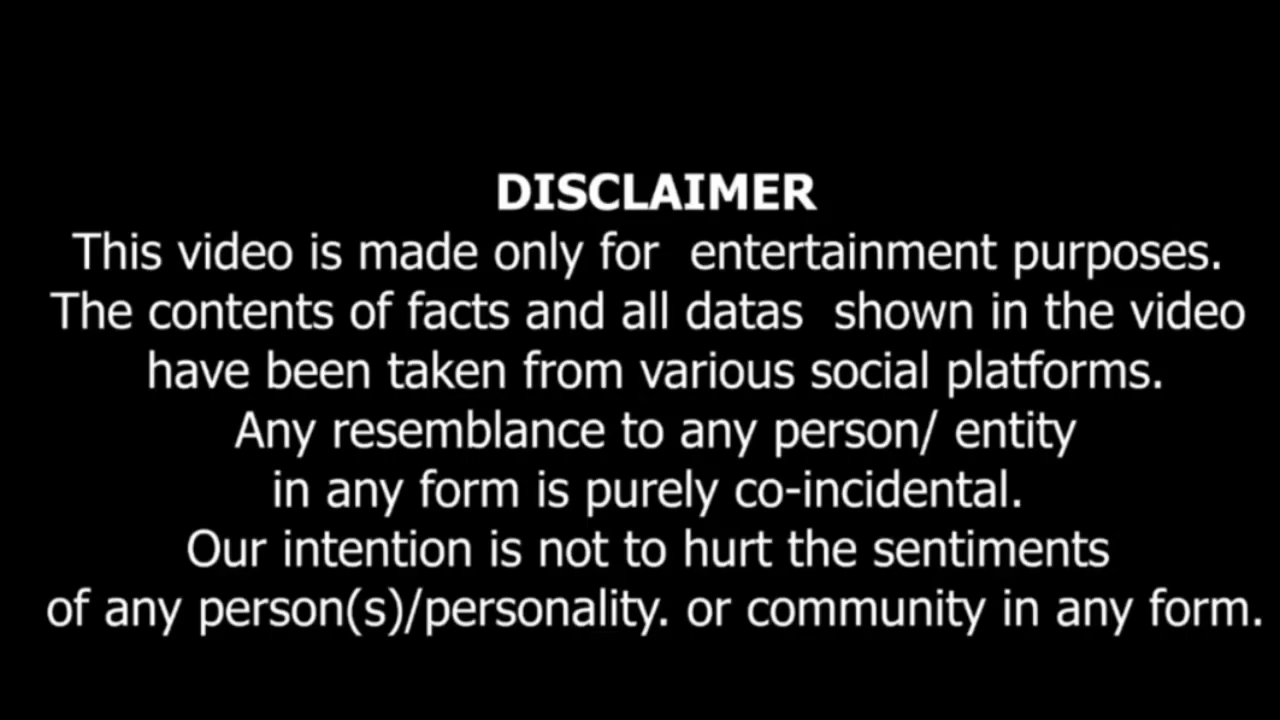 DISCLAIMER
This video is made only for entertainment purposes.
The contents of facts and all datas shown in the video
have been taken from various social platforms.
Any resemblance to any person/ entity
in any form is purely co-incidental.
Our intention is not to hurt the sentiments
of any person(s)/personality. or community in any form.